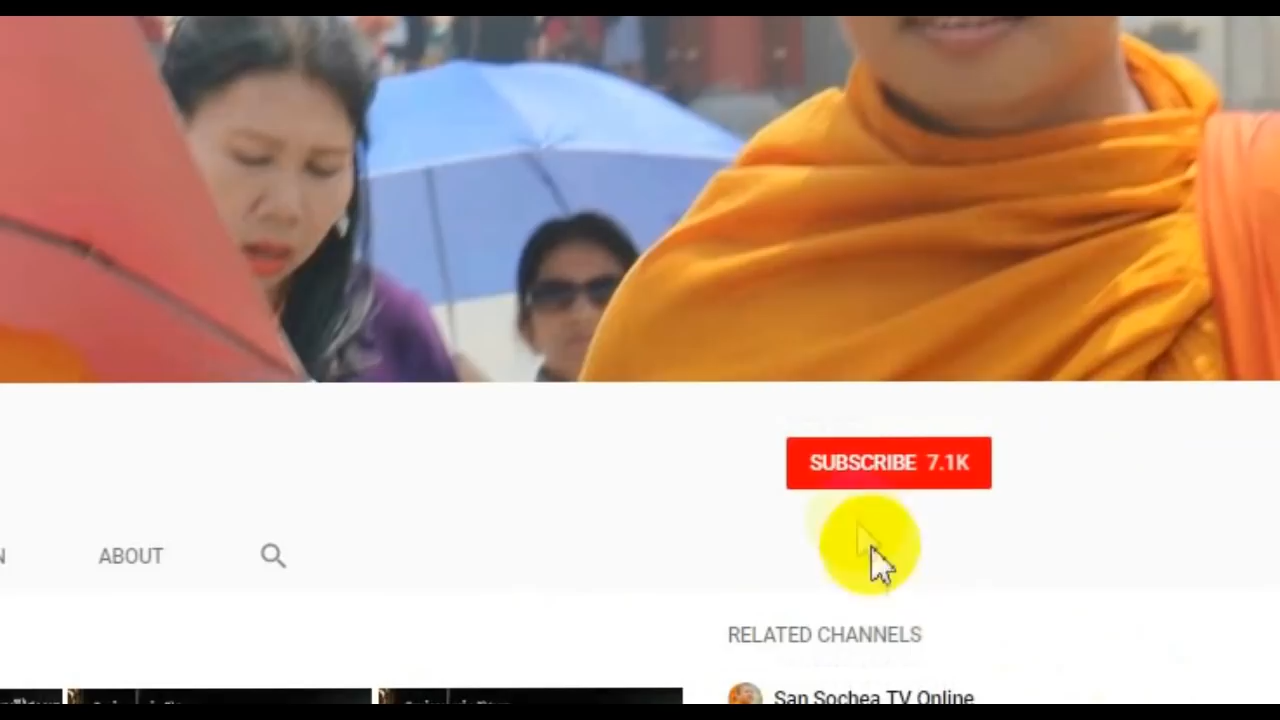 SUBSCRIBE 7.1K
ABOUT
RELATED CHANNELS
San Sochea TV Online